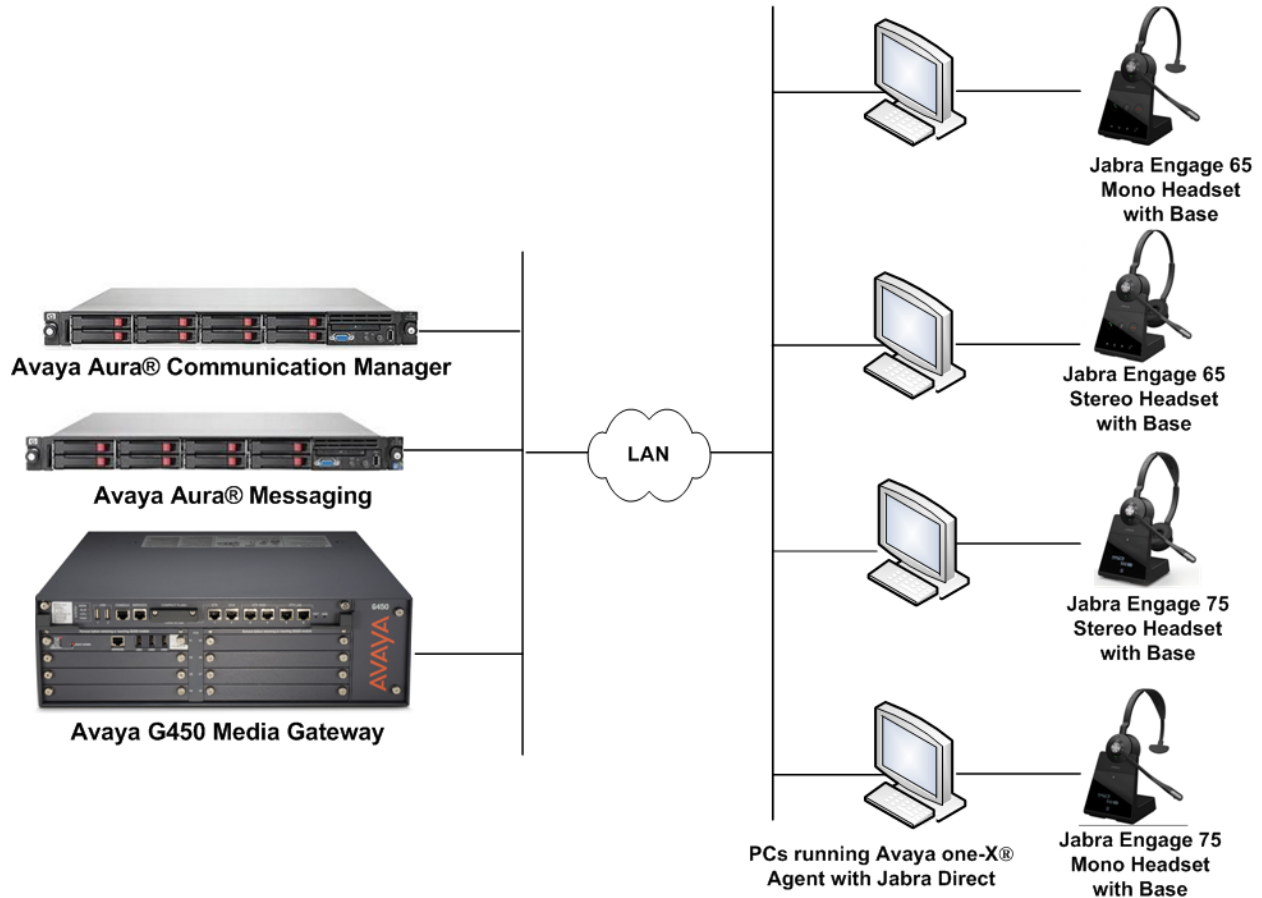 Avaya Aura® Communication Manager
Avaya Aura® Messaging
G450
AVAYA
Avaya G450 Media Gateway
LAN
Jabra Engage 65
Mono Headset
with Base
Jabra Engage 65
Stereo Headset
with Base
Jabra Engage 75
Stereo Headset
with Base
PCs running Avaya one-X®
Agent with Jabra Direct
Jabra Engage 75
Mono Headset
with Base